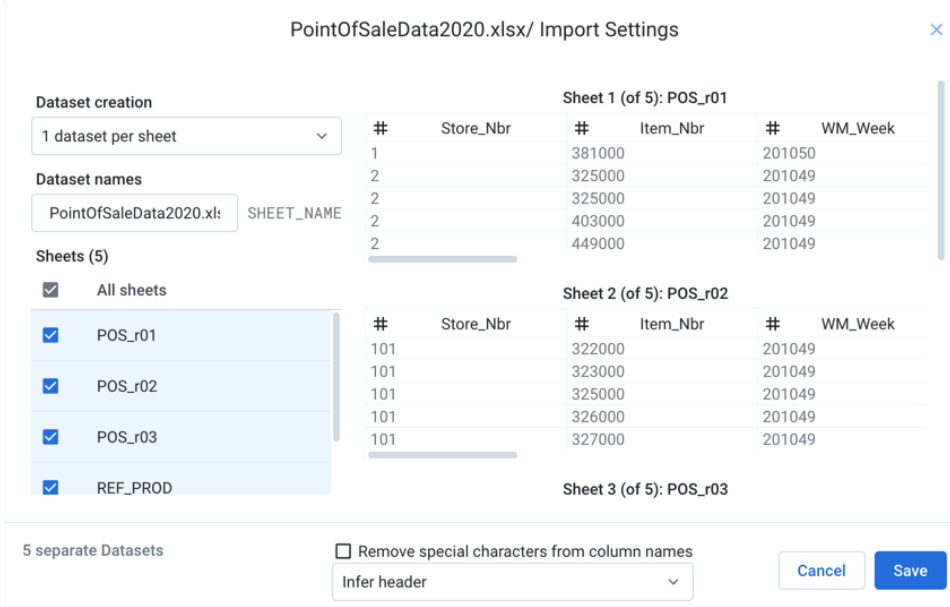 PointOfSaleData2020.xlsx/ Import Settings
Dataset creation
1 dataset per sheet
Dataset names
PointOfSaleData2020.xl SHEET_NAME
Sheets (5)
All sheets
POS_r01
POS_r02
POS_r03
REF_PROD
Sheet 1 (of 5): POS_r01
# Store_Nbr # Item_Nbr # WM_Week
1 381000 201050
2 325000 201049
2 325000 201049
2 403000 201049
2 449000 201049
Sheet 2 (of 5): POS_r02
# Store_Nbr # Item_Nbr # WM_Week
101 322000 201049
101 323000 201049
101 325000 201049
101 326000 201049
101 327000 201049
Sheet 3 (of 5): POS_r03
5 separate Datasets
Remove special characters from column names
Infer header
Cancel
Save